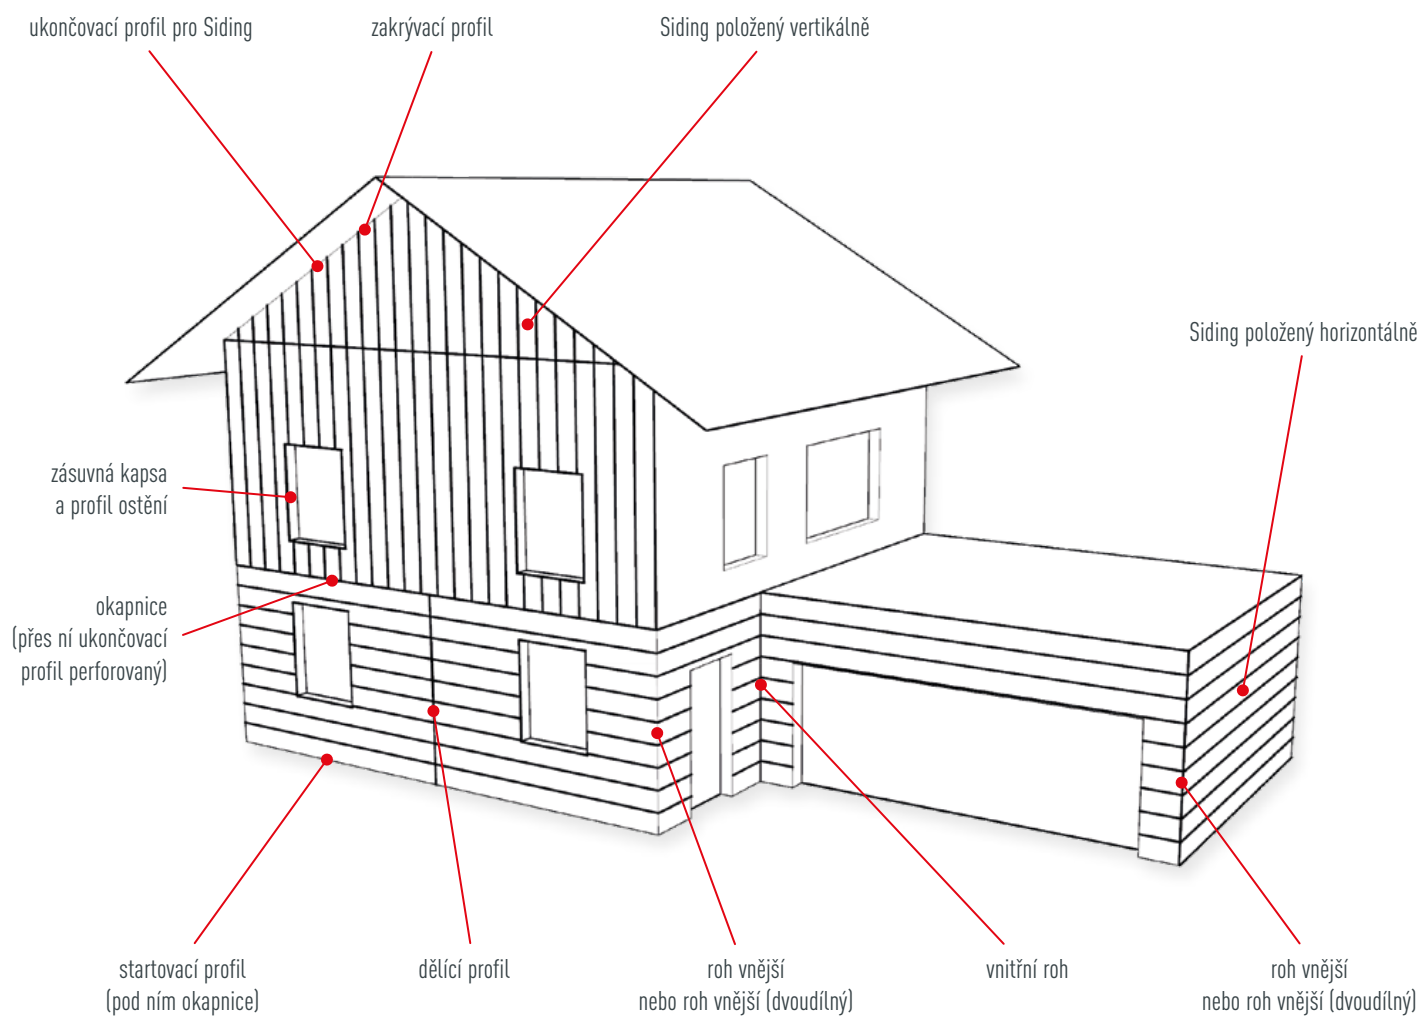 ukončovací profil pro Siding
zakrývací profil
Siding položený vertikálně
Siding položený horizontálně
zásuvná kapsa
a profil ostění
okapnice
(přes ní ukončovací
profil perforovaný)
startovací profil
(pod ním okapnice)
dělící profil
roh vnější
nebo roh vnější (dvoudílný)
vnitřní roh
roh vnější
nebo roh vnější (dvoudílný)